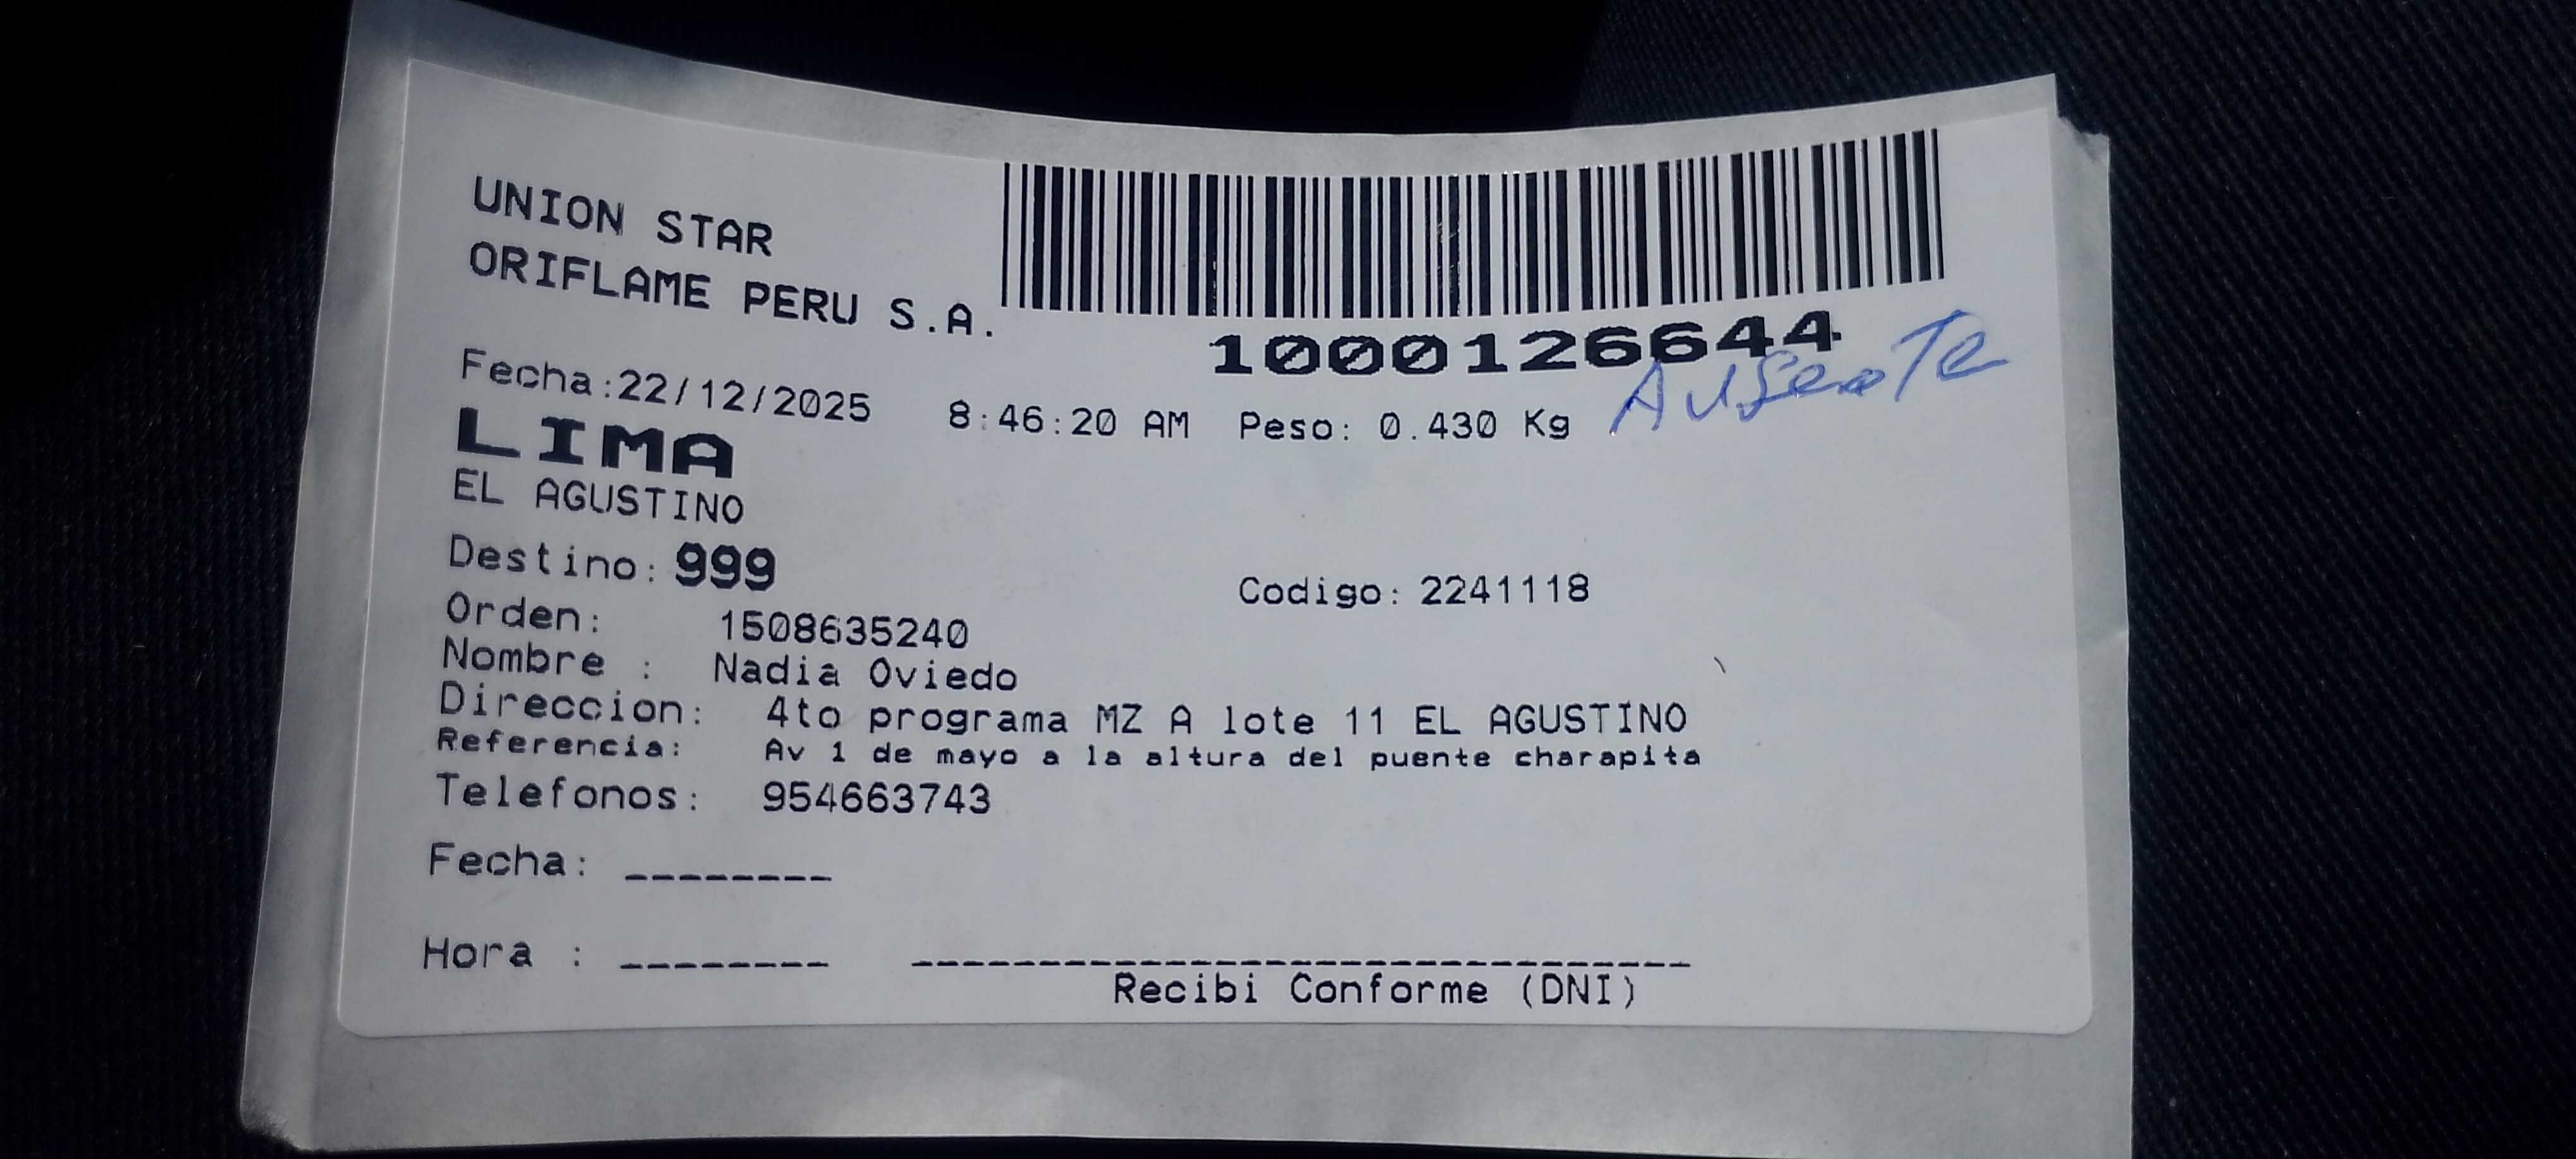 UNION STAR
ORIFLAME PERU S.A.
1000126644
Ausente
Fecha:22/12/2025 8:46:20 AM Peso: 0.430 Kg
LIMA
EL AGUSTINO
Destino: 999 Codigo: 2241118
Orden: 1508635240
Nombre : Nadia Oviedo
Direccion: 4to programa MZ A lote 11 EL AGUSTINO
Referencia: Av 1 de mayo a la altura del puente charapita
Telefonos: 954663743
Fecha: ________
Hora : ________ _______________________________
Recibi Conforme (DNI)